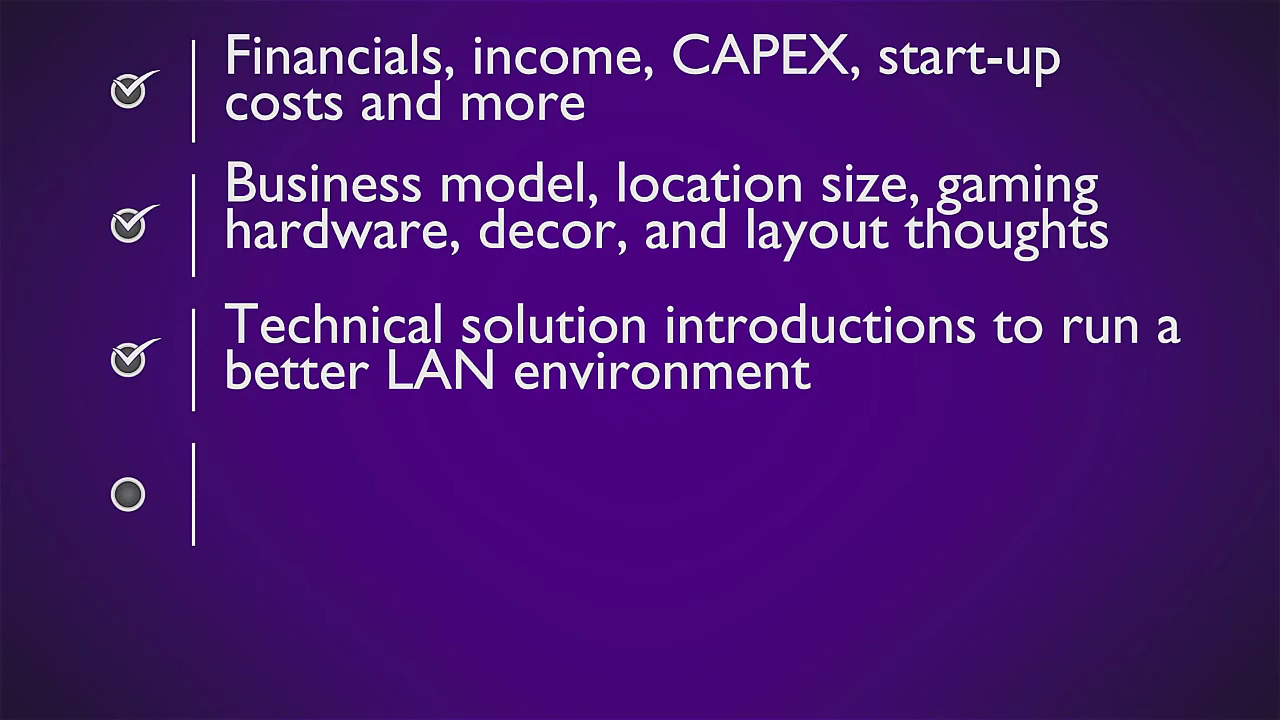 Financials, income, CAPEX, start-up
costs and more
Business model, location size, gaming
hardware, decor, and layout thoughts
Technical solution introductions to run a
better LAN environment